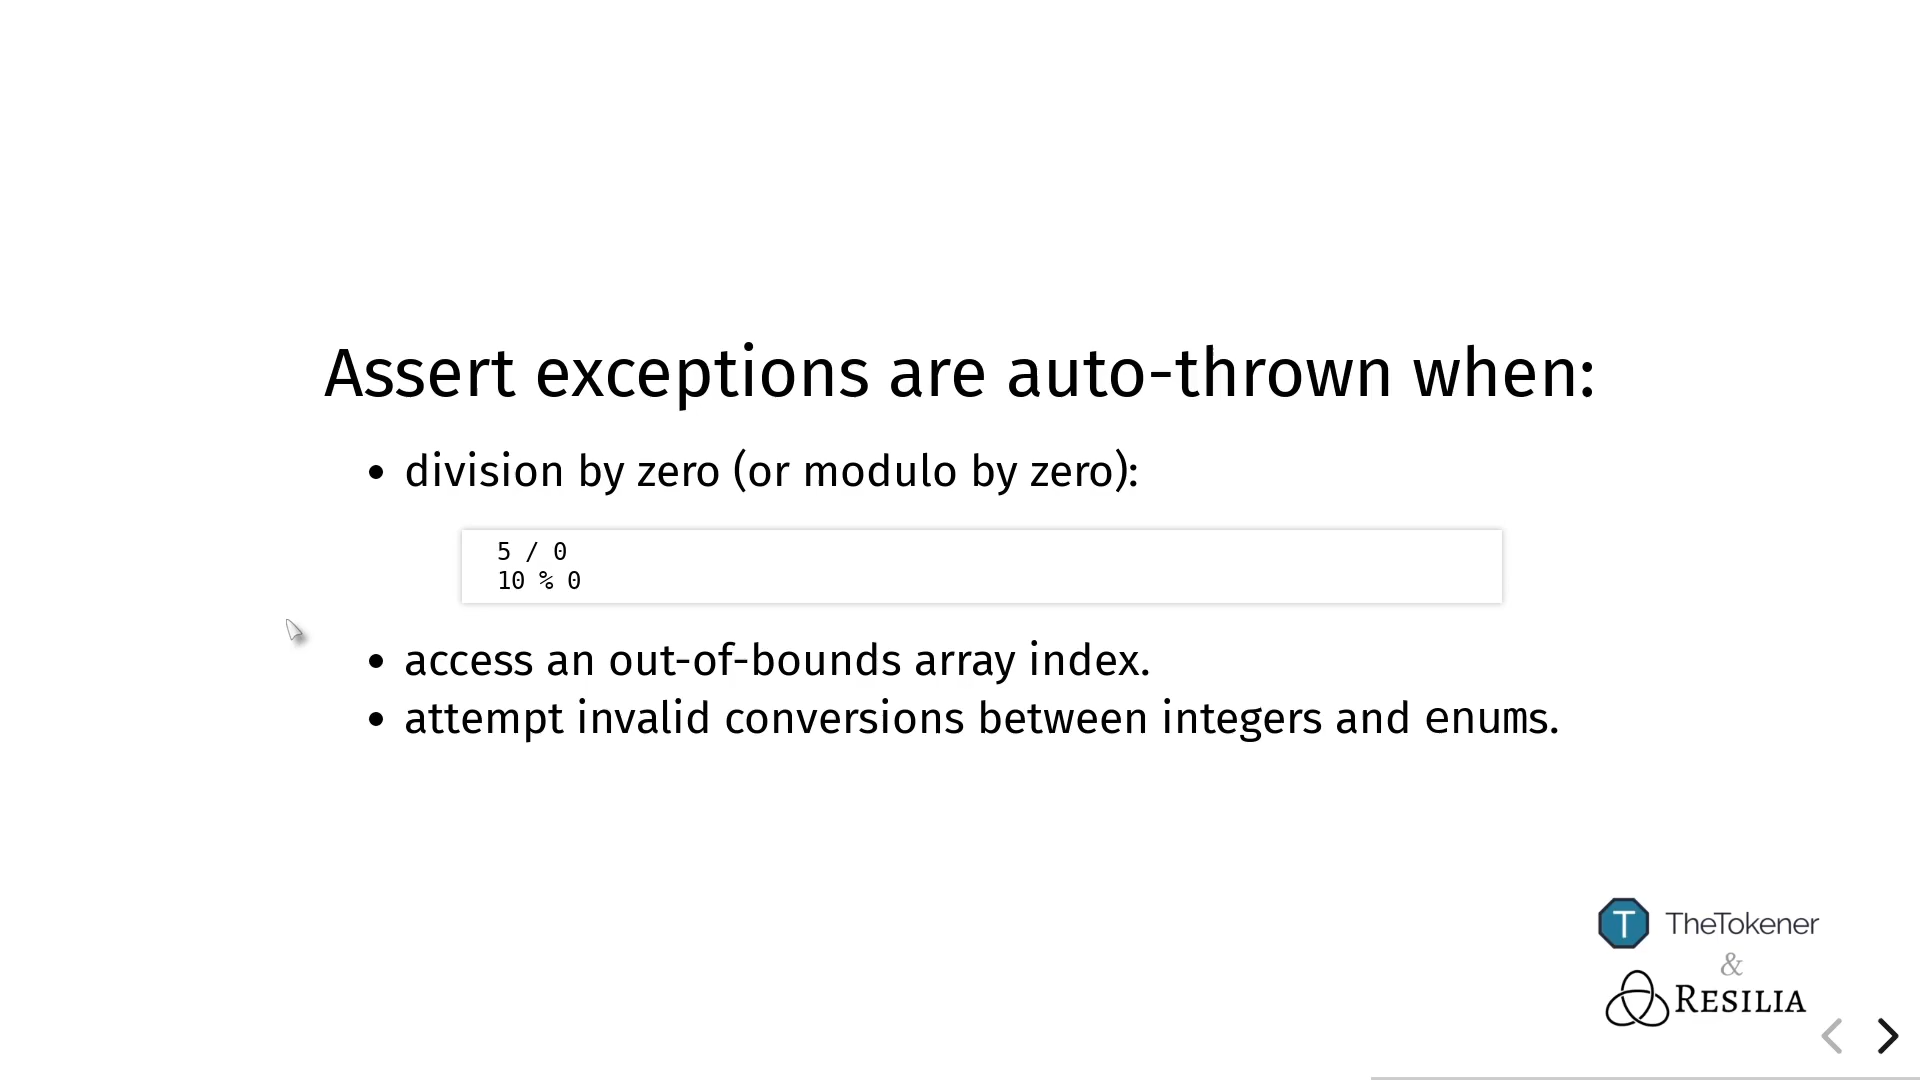 Assert exceptions are auto-thrown when:
• division by zero (or modulo by zero):
5 / 0
10 % 0
• access an out-of-bounds array index.
• attempt invalid conversions between integers and enums.
T TheTokener
&
RESILIA